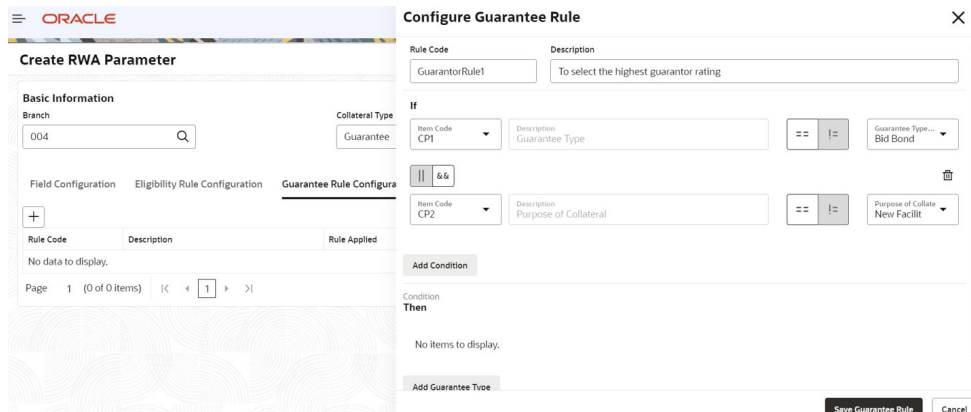 ORACLE
Create RWA Parameter
Basic Information
Branch
Collateral Type
004
Guarantee
Field Configuration Eligibility Rule Configuration Guarantee Rule Configura
+
Rule Code Description Rule Applied
No data to display.
Page 1 (0 of 0 items) 1
Configure Guarantee Rule
Rule Code Description
GuarantorRule1 To select the highest guarantor rating
If
Item Code Description Guarantee Type...
CP1 Guarantee Type == != Bid Bond
|| &&
Item Code Description Purpose of Collate
CP2 Purpose of Collateral == != New Facilit
Add Condition
Condition
Then
No items to display.
Add Guarantee Type
Save Guarantee Rule Cancel